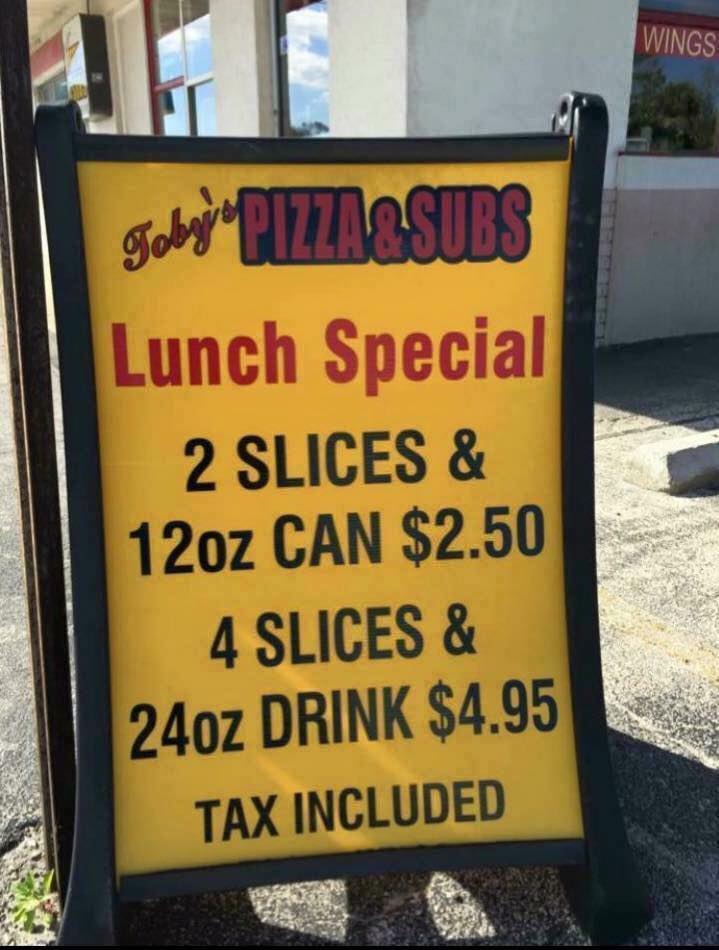 WINGS
Toby's PIZZA & SUBS
Lunch Special
2 SLICES &
12oz CAN $2.50
4 SLICES &
24oz DRINK $4.95
TAX INCLUDED